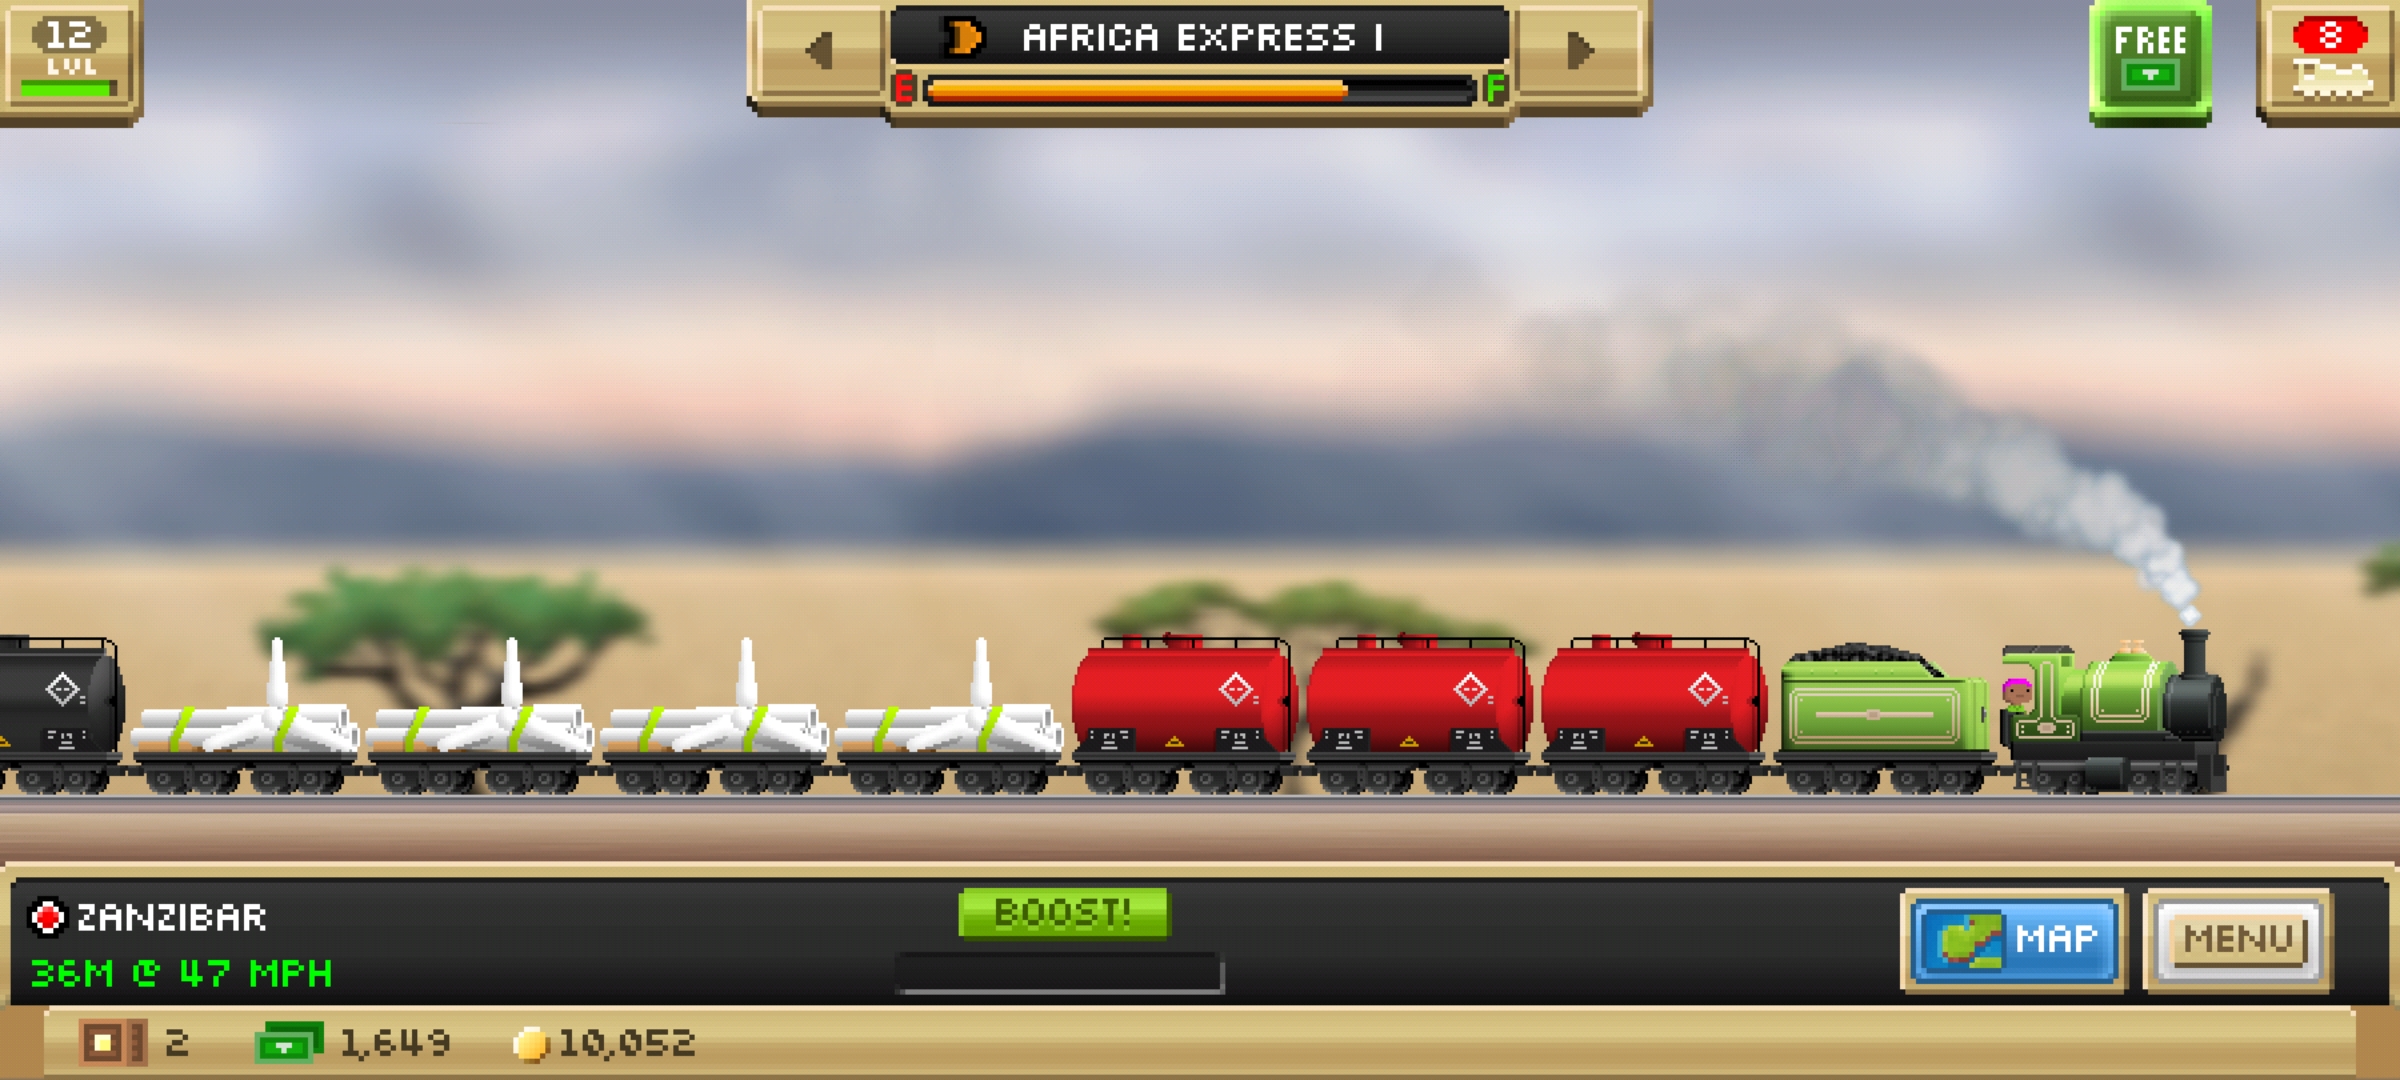 12
LVL
AFRICA EXPRESS I
E F
FREE
8
ZANZIBAR
36M @ 47 MPH
BOOST!
MAP
MENU
2 1,649 10,052